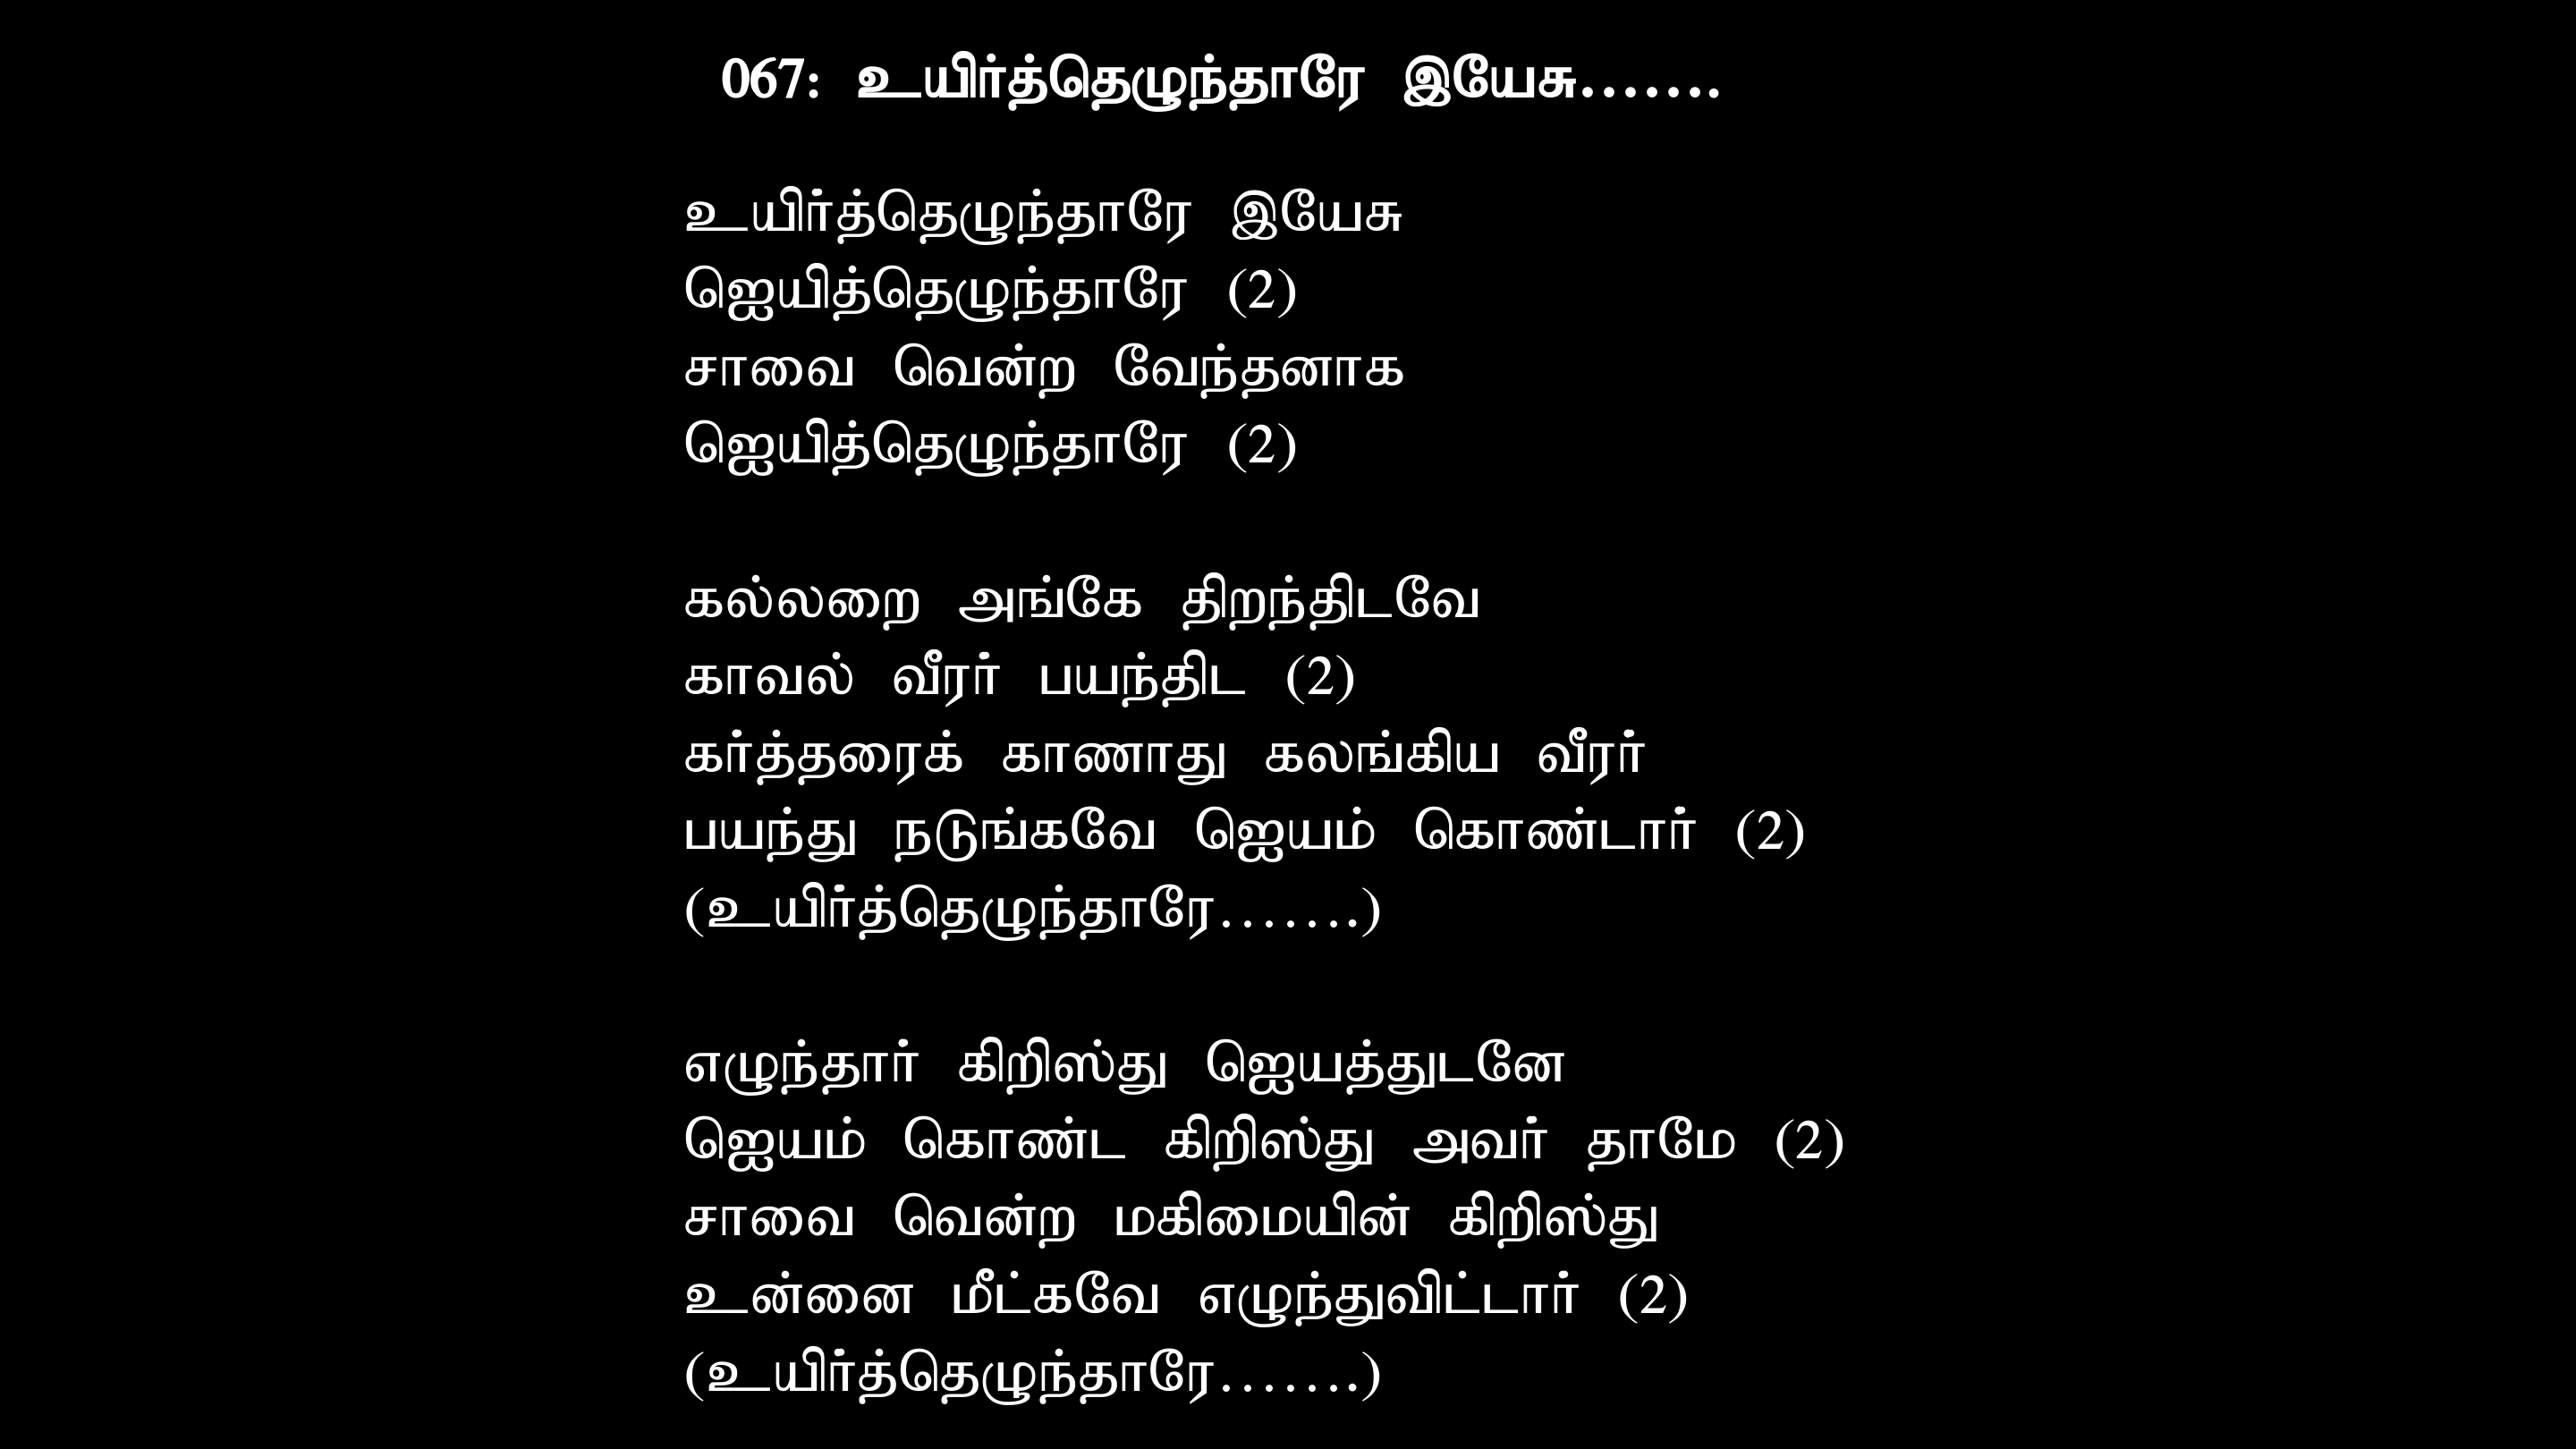 067: உயிர்த்தெழுந்தாரே இயேசு.......
உயிர்த்தெழுந்தாரே இயேசு
ஜெயித்தெழுந்தாரே (2)
சாவை வென்ற வேந்தனாக
ஜெயித்தெழுந்தாரே (2)
கல்லறை அங்கே திறந்திடவே
காவல் வீரர் பயந்திட (2)
கர்த்தரைக் காணாது கலங்கிய வீரர்
பயந்து நடுங்கவே ஜெயம் கொண்டார் (2)
(உயிர்த்தெழுந்தாரே.......)
எழுந்தார் கிறிஸ்து ஜெயத்துடனே
ஜெயம் கொண்ட கிறிஸ்து அவர் தாமே (2)
சாவை வென்ற மகிமையின் கிறிஸ்து
உன்னை மீட்கவே எழுந்துவிட்டார் (2)
(உயிர்த்தெழுந்தாரே.......)